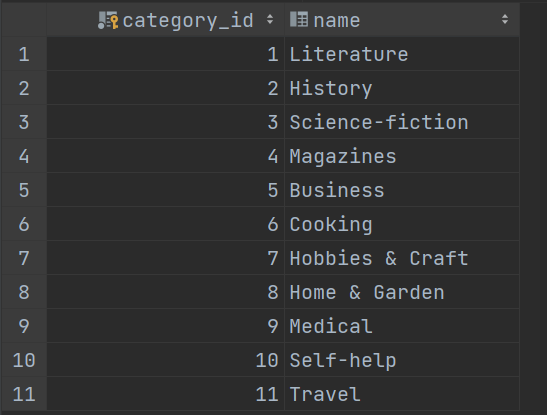 category_id name
1 1 Literature
2 2 History
3 3 Science-fiction
4 4 Magazines
5 5 Business
6 6 Cooking
7 7 Hobbies & Craft
8 8 Home & Garden
9 9 Medical
10 10 Self-help
11 11 Travel